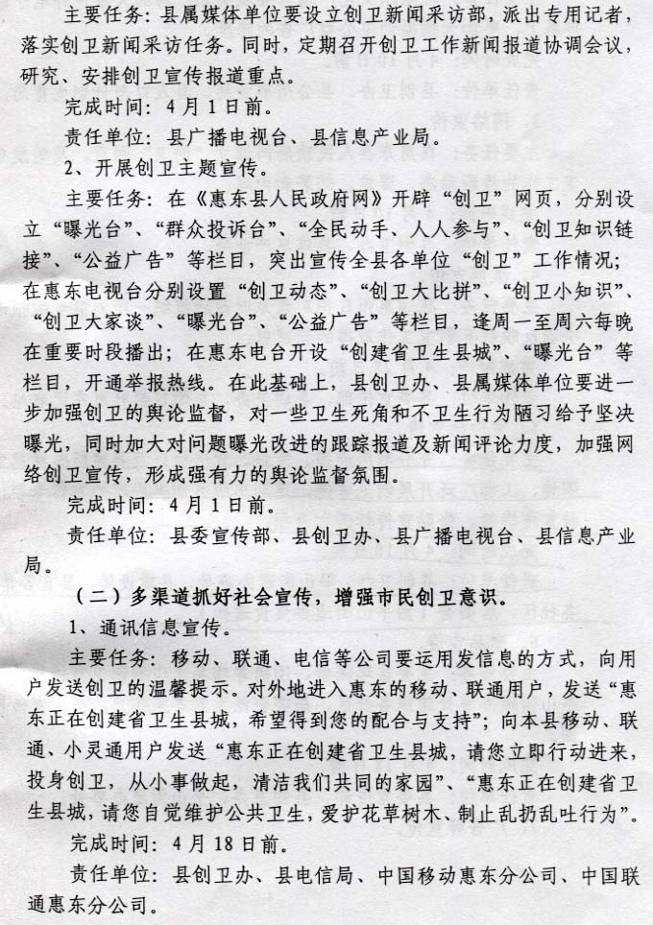 主要任务：县属媒体单位要设立创卫新闻采访部，派出专用记者，
落实创卫新闻采访任务。同时，定期召开创卫工作新闻报道协调会议，
研究、安排创卫宣传报道重点。
完成时间：4月1日前。
责任单位：县广播电视台、县信息产业局。
2、开展创卫主题宣传。
主要任务：在《惠东县人民政府网》开辟“创卫”网页，分别设
立“曝光台”、“群众投诉台”、“全民动手、人人参与”、“创卫知识链
接”、“公益广告”等栏目，突出宣传全县各单位“创卫”工作情况；
在惠东电视台分别设置“创卫动态”、“创卫大比拼”、“创卫小知识”、
“创卫大家谈”、“曝光台”、“公益广告”等栏目，逢周一至周六每晚
在重要时段播出；在惠东电台开设“创建省卫生县城”、“曝光台”等
栏目，开通举报热线。在此基础上，县创卫办、县属媒体单位要进一
步加强创卫的舆论监督，对一些卫生死角和不卫生行为陋习给予坚决
曝光，同时加大对问题曝光改进的跟踪报道及新闻评论力度，加强网
络创卫宣传，形成强有力的舆论监督氛围。
完成时间：4月1日前。
责任单位：县委宣传部、县创卫办、县广播电视台、县信息产业
局。
（二）多渠道抓好社会宣传，增强市民创卫意识。
1、通讯信息宣传。
主要任务：移动、联通、电信等公司要运用发信息的方式，向用
户发送创卫的温馨提示。对外地进入惠东的移动、联通用户，发送“惠
东正在创建省卫生县城，希望得到您的配合与支持”；向本县移动、联
通、小灵通用户发送“惠东正在创建省卫生县城，请您立即行动进来，
投身创卫，从小事做起，清洁我们共同的家园”、“惠东正在创建省卫
生县城，请您自觉维护公共卫生，爱护花草树木、制止乱扔乱吐行为”。
完成时间：4月18日前。
责任单位：县创卫办、县电信局、中国移动惠东分公司、中国联
通惠东分公司。